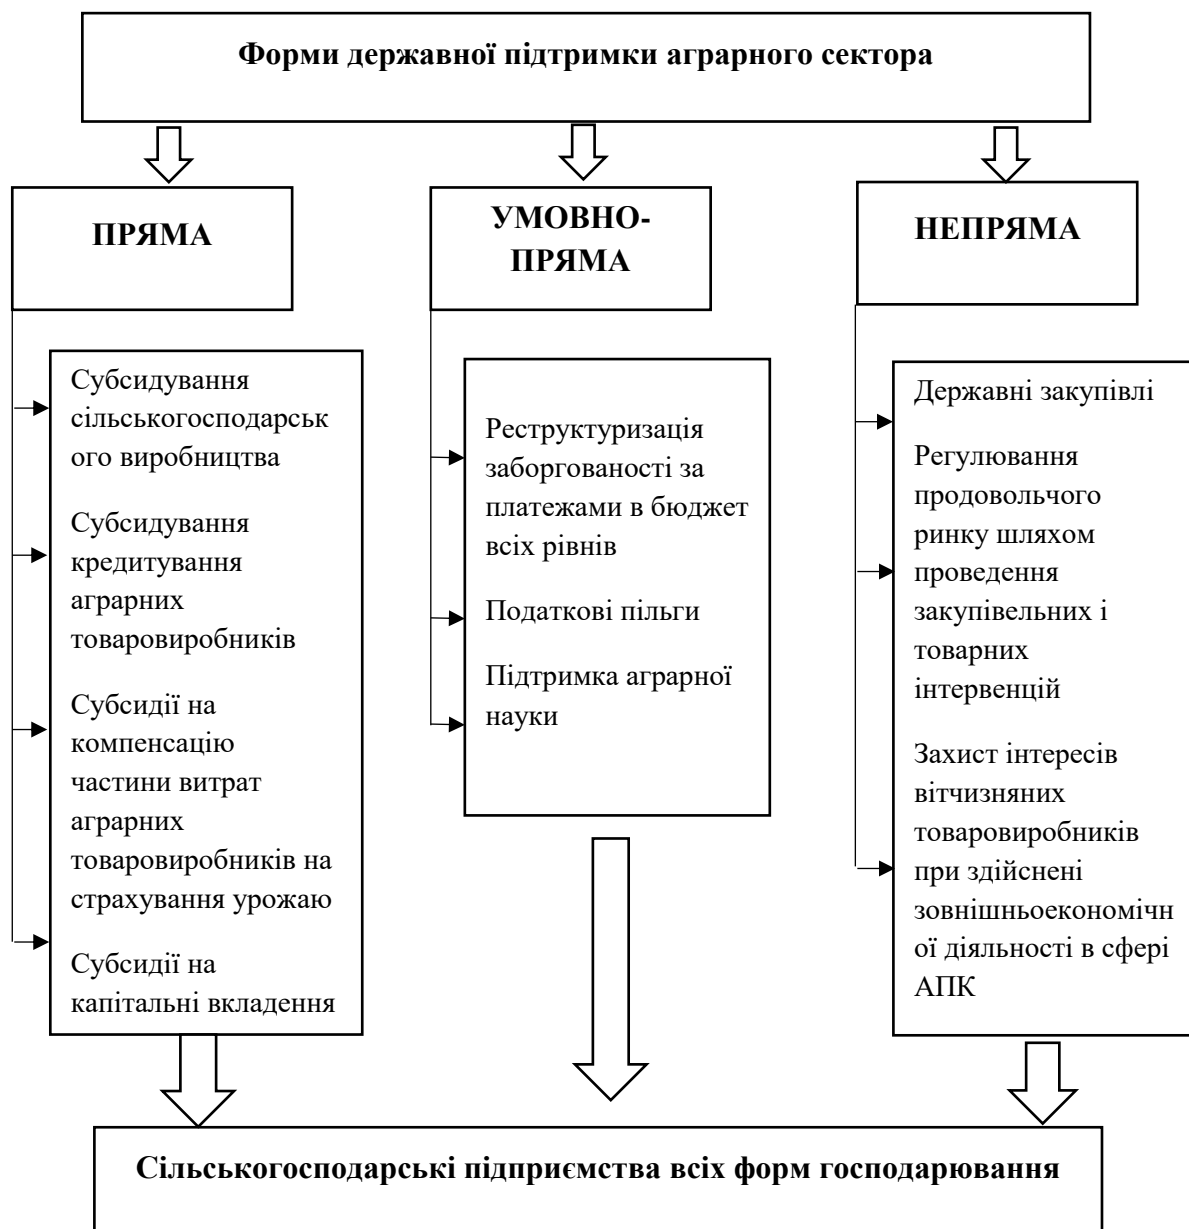 Форми державної підтримки аграрного сектора
ПРЯМА
УМОВНО-
ПРЯМА
НЕПРЯМА
Субсидування
сільськогосподарськ
ого виробництва
Субсидування
кредитування
аграрних
товаровиробників
Субсидії на
компенсацію
частини витрат
аграрних
товаровиробників на
страхування урожаю
Субсидії на
капітальні вкладення
Реструктуризація
заборгованості за
платежами в бюджет
всіх рівнів
Податкові пільги
Підтримка аграрної
науки
Державні закупівлі
Регулювання
продовольчого
ринку шляхом
проведення
закупівельних і
товарних
інтервенцій
Захист інтересів
вітчизняних
товаровиробників
при здійснені
зовнішньоекономічн
ої діяльності в сфері
АПК
Сільськогосподарські підприємства всіх форм господарювання